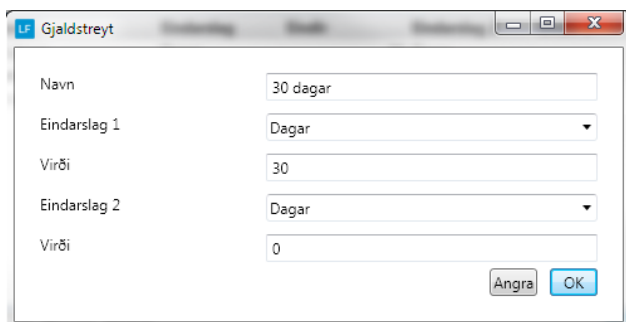 LF Gjaldstreyt
Navn 30 dagar
Eindarslag 1 Dagar
Virði 30
Eindarslag 2 Dagar
Virði 0
Angra OK